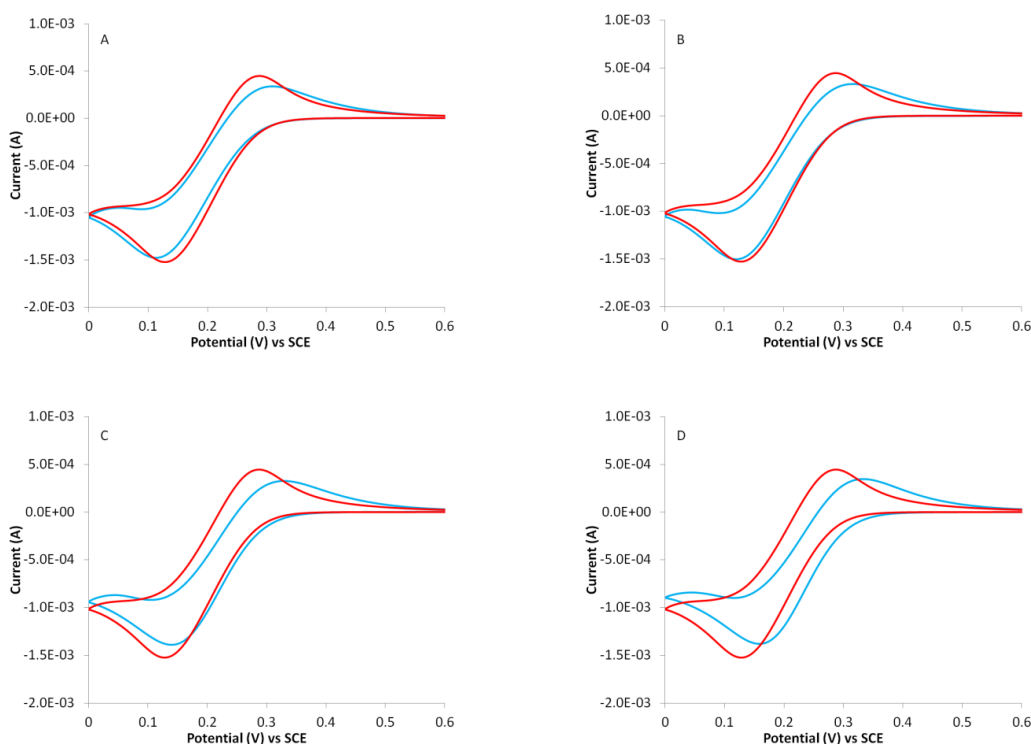 A
1.0E-03
5.0E-04
0.0E+00
-5.0E-04
-1.0E-03
-1.5E-03
-2.0E-03
Current (A)
0 0.1 0.2 0.3 0.4 0.5 0.6
Potential (V) vs SCE
B
1.0E-03
5.0E-04
0.0E+00
-5.0E-04
-1.0E-03
-1.5E-03
-2.0E-03
Current (A)
0 0.1 0.2 0.3 0.4 0.5 0.6
Potential (V) vs SCE
C
1.0E-03
5.0E-04
0.0E+00
-5.0E-04
-1.0E-03
-1.5E-03
-2.0E-03
Current (A)
0 0.1 0.2 0.3 0.4 0.5 0.6
Potential (V) vs SCE
D
1.0E-03
5.0E-04
0.0E+00
-5.0E-04
-1.0E-03
-1.5E-03
-2.0E-03
Current (A)
0 0.1 0.2 0.3 0.4 0.5 0.6
Potential (V) vs SCE